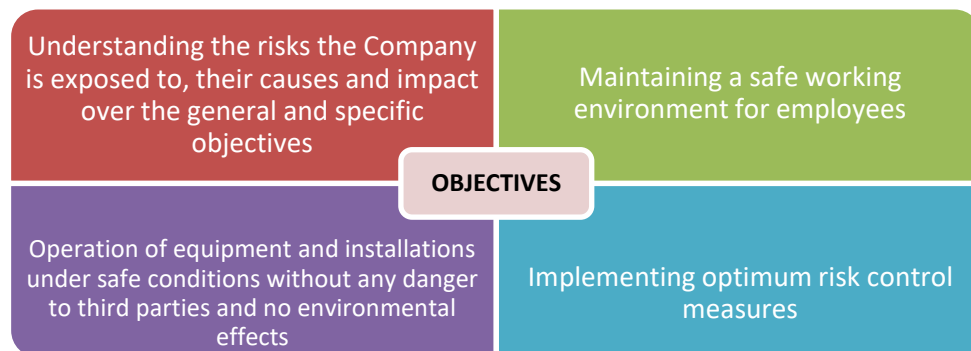 Understanding the risks the Company
is exposed to, their causes and impact
over the general and specific
objectives
Maintaining a safe working
environment for employees
OBJECTIVES
Operation of equipment and installations
under safe conditions without any danger
to third parties and no environmental
effects
Implementing optimum risk control
measures